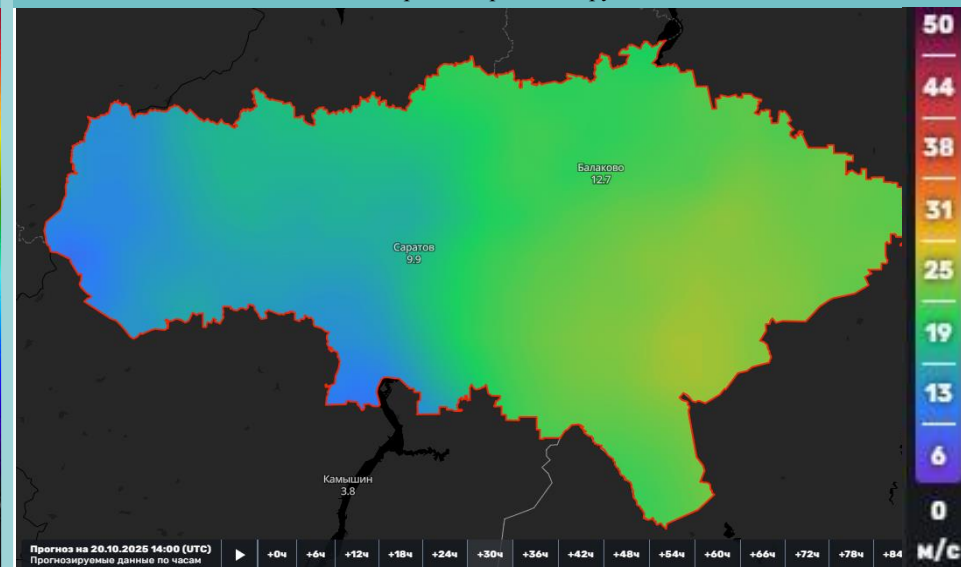 50
44
38
31
25
19
13
6
0
м/с
Балаково
12.7
Саратов
9.9
Камышин
3.8
Прогноз на 20.10.2025 14:00 (UTC)
Прогнозируемые данные по часам
+0ч +6ч +12ч +18ч +24ч +30ч +36ч +42ч +48ч +54ч +60ч +66ч +72ч +78ч +84